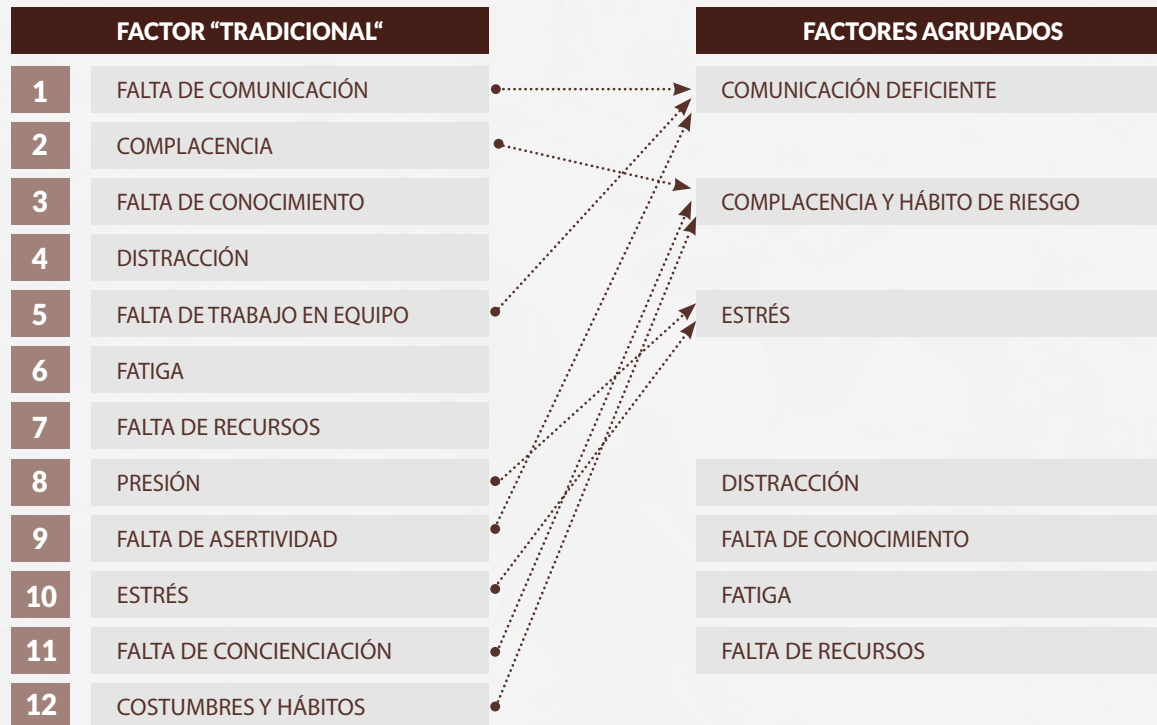 FACTOR “TRADICIONAL“
1 FALTA DE COMUNICACIÓN
2 COMPLACENCIA
3 FALTA DE CONOCIMIENTO
4 DISTRACCIÓN
5 FALTA DE TRABAJO EN EQUIPO
6 FATIGA
7 FALTA DE RECURSOS
8 PRESIÓN
9 FALTA DE ASERTIVIDAD
10 ESTRÉS
11 FALTA DE CONCIENCIACIÓN
12 COSTUMBRES Y HÁBITOS
FACTORES AGRUPADOS
COMUNICACIÓN DEFICIENTE
COMPLACENCIA Y HÁBITO DE RIESGO
ESTRÉS
DISTRACCIÓN
FALTA DE CONOCIMIENTO
FATIGA
FALTA DE RECURSOS